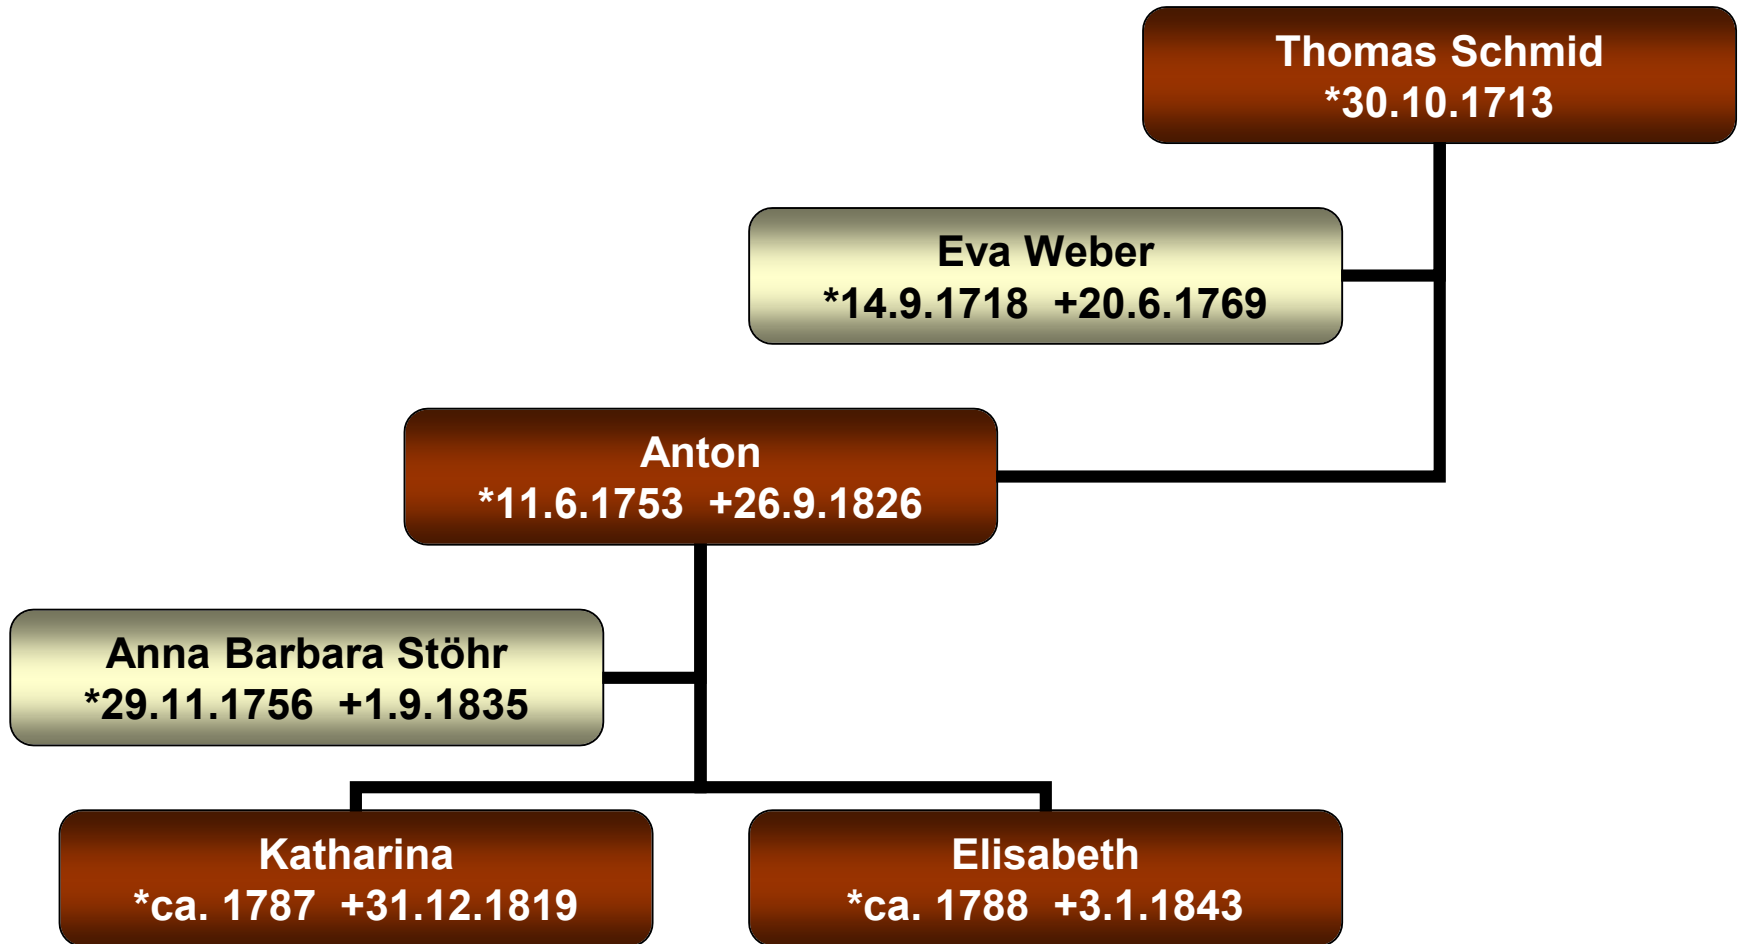 Thomas Schmid
*30.10.1713
Eva Weber
*14.9.1718  +20.6.1769
Anton
*11.6.1753  +26.9.1826
Anna Barbara Stöhr
*29.11.1756  +1.9.1835
Katharina
*ca. 1787  +31.12.1819
Elisabeth
*ca. 1788  +3.1.1843